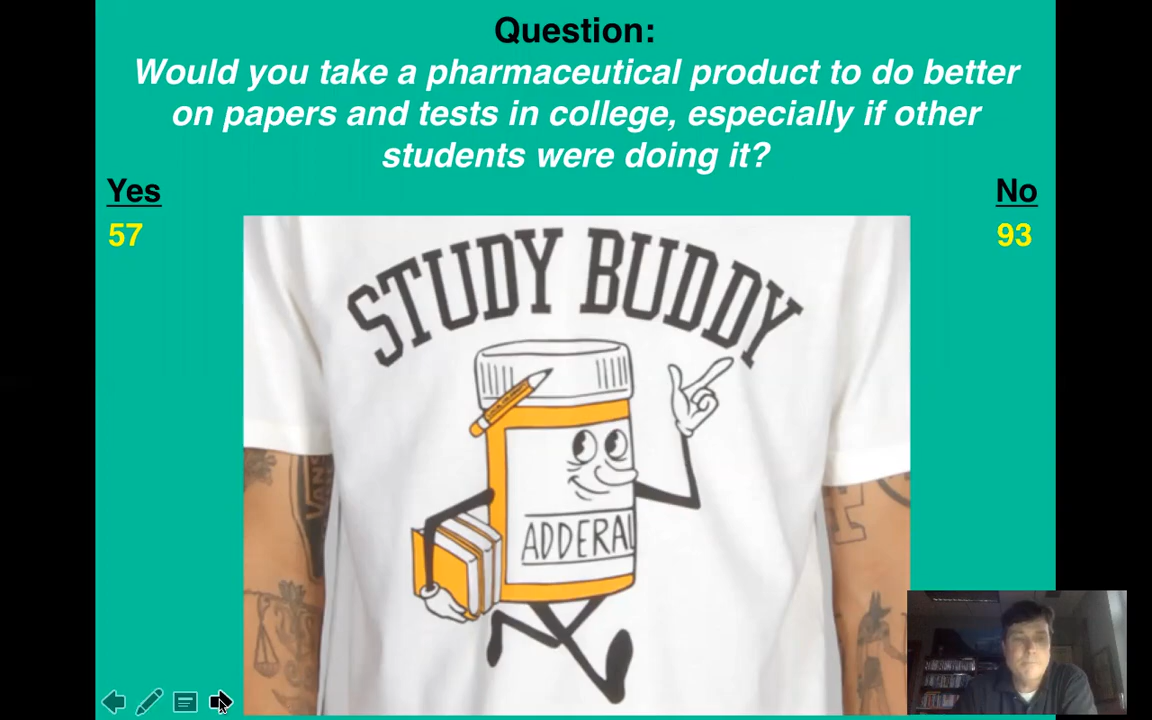 Question:
Would you take a pharmaceutical product to do better
on papers and tests in college, especially if other
students were doing it?
Yes
No
57
93
STUDY BUDDY
ADDERAL
VANS